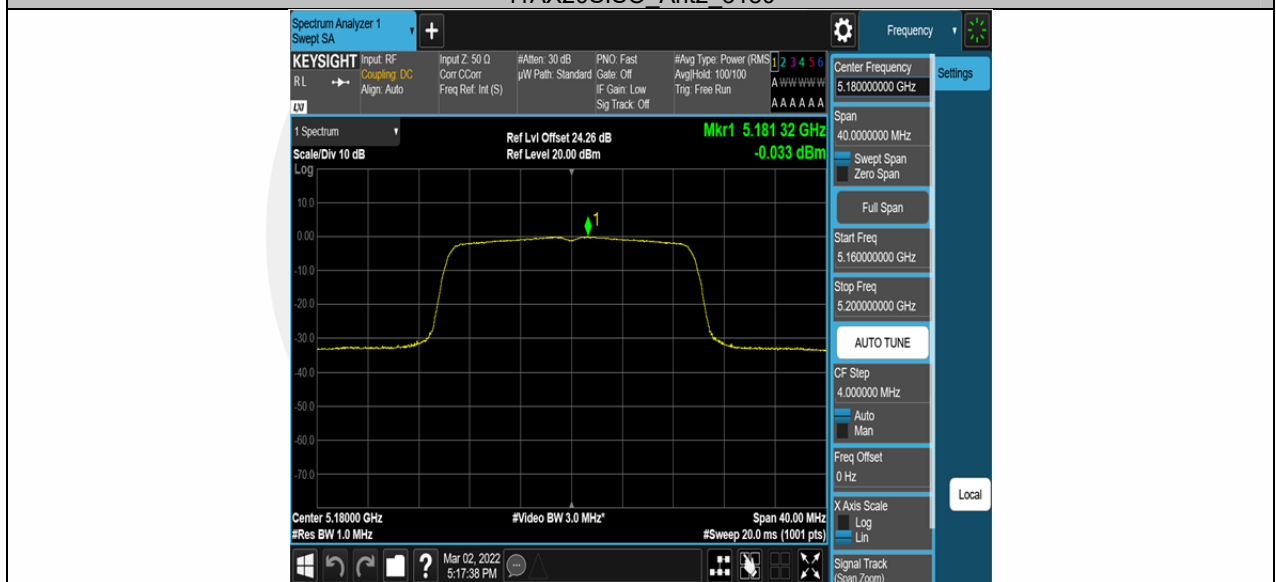 Spectrum Analyzer 1
Swept SA
+
Frequency
KEYSIGHT
RL
LXI
Input: RF
Coupling: DC
Align: Auto
Input Z: 50 Ω
Corr CCorr
Freq Ref: Int (S)
#Atten: 30 dB
µW Path: Standard
PNO: Fast
Gate: Off
IF Gain: Low
Sig Track: Off
#Avg Type: Power (RMS
Avg|Hold: 100/100
Trig: Free Run
1 2 3 4 5 6
A W W W W W
A A A A A A
1 Spectrum
Scale/Div 10 dB
Log
Ref Lvl Offset 24.26 dB
Ref Level 20.00 dBm
Mkr1 5.181 32 GHz
-0.033 dBm
1
10.0
0.00
-10.0
-20.0
-30.0
-40.0
-50.0
-60.0
-70.0
Center 5.18000 GHz
#Res BW 1.0 MHz
#Video BW 3.0 MHz*
Span 40.00 MHz
#Sweep 20.0 ms (1001 pts)
Center Frequency
5.180000000 GHz
Settings
Span
40.0000000 MHz
Swept Span
Zero Span
Full Span
Start Freq
5.160000000 GHz
Stop Freq
5.200000000 GHz
AUTO TUNE
CF Step
4.000000 MHz
Auto
Man
Freq Offset
0 Hz
X Axis Scale
Log
Lin
Local
Signal Track
(Span Zoom)
?
Mar 02, 2022
5:17:38 PM